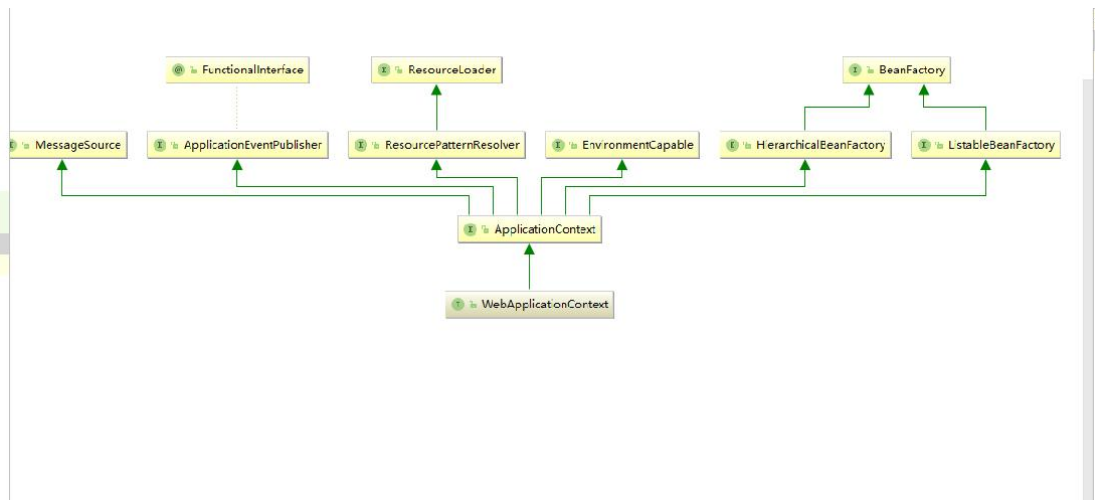 FunctionalInterface
ResourceLoader
BeanFactory
MessageSource
ApplicationEventPublisher
ResourcePatternResolver
EnvironmentCapable
HierarchicalBeanFactory
ListableBeanFactory
ApplicationContext
WebApplicationContext